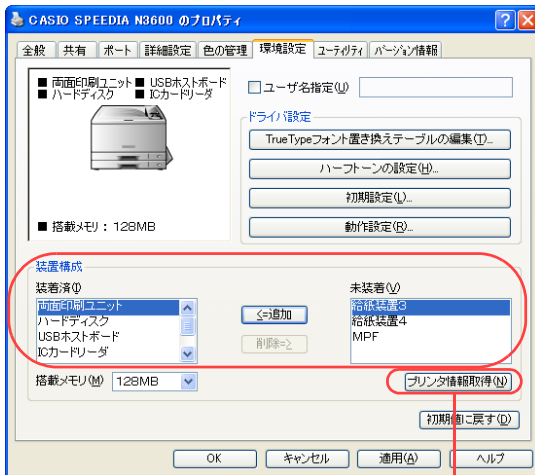 CASIO SPEEDIA N3600 のプロパティ
全般 共有 ポート 詳細設定 色の管理 環境設定 ユーティリティ バージョン情報
■ 両面印刷ユニット ■ USBホストボード
■ ハードディスク ■ ICカードリーダ
■ 搭載メモリ : 128MB
ユーザ名指定(U)
ドライバ設定
TrueTypeフォント置き換えテーブルの編集(T)...
ハーフトーンの設定(H)...
初期設定(L)...
動作設定(R)...
装置構成
装着済(I)
両面印刷ユニット
ハードディスク
USBホストボード
ICカードリーダ
<=追加
削除=>
未装着(V)
給紙装置3
給紙装置4
MPF
搭載メモリ(M) 128MB
プリンタ情報取得(N)
初期値に戻す(D)
OK キャンセル 適用(A) ヘルプ